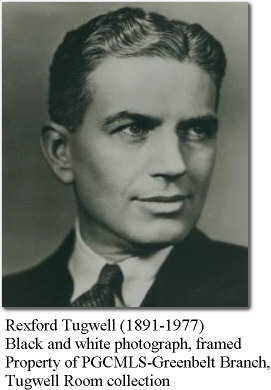 Rexford Tugwell (1891-1977)
Black and white photograph, framed
Property of PGCMLS-Greenbelt Branch,
Tugwell Room collection